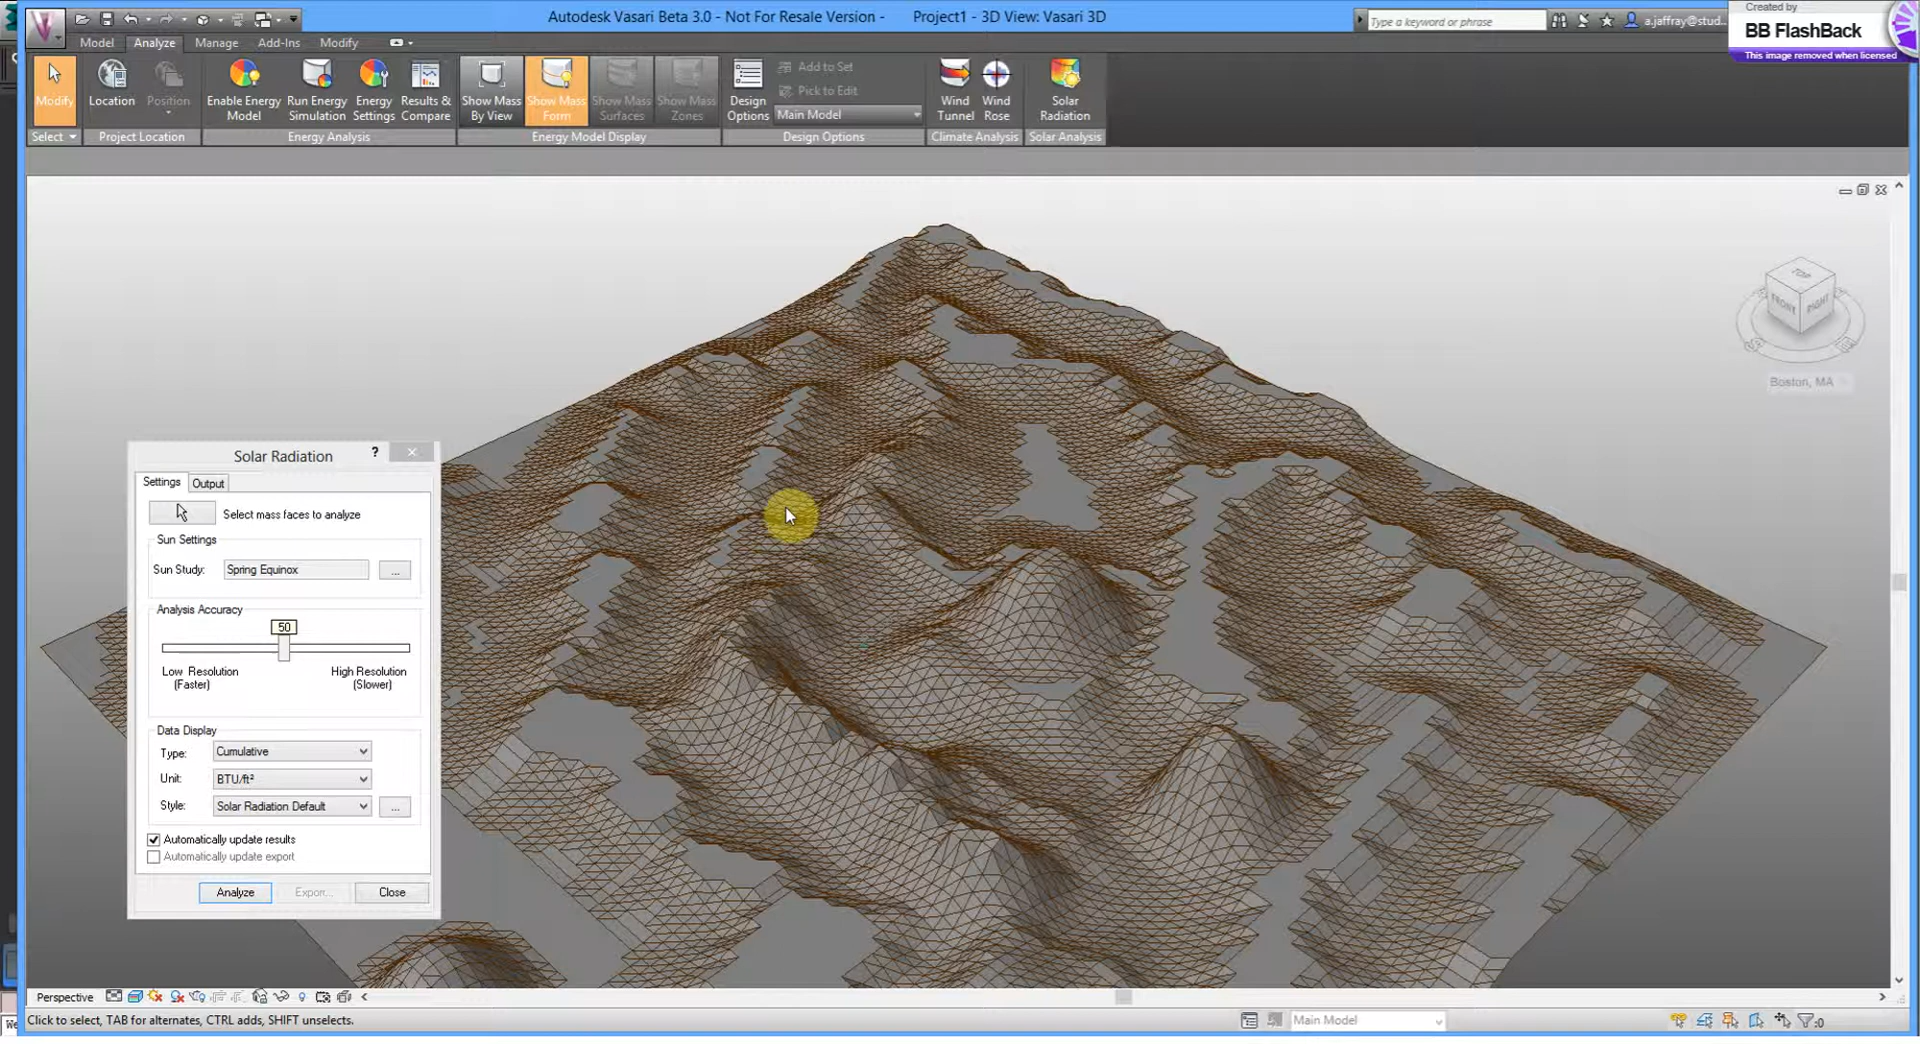 Autodesk Vasari Beta 3.0 - Not For Resale Version - Project1 - 3D View: Vasari 3D
Type a keyword or phrase
a.jaffray@stud...
Created by
BB FlashBack
This image removed when licensed
Model
Analyze
Manage
Add-Ins
Modify
Modify
Location
Position
Enable Energy
Model
Run Energy
Simulation
Energy
Settings
Results &
Compare
Show Mass
By View
Show Mass
Form
Show Mass
Surfaces
Show Mass
Zones
Design
Options
Add to Set
Pick to Edit
Main Model
Wind
Tunnel
Wind
Rose
Solar
Radiation
Select
Project Location
Energy Analysis
Energy Model Display
Design Options
Climate Analysis
Solar Analysis
TOP
FRONT
RIGHT
Boston, MA
Solar Radiation
?
Settings
Output
Select mass faces to analyze
Sun Settings
Sun Study:
Spring Equinox
...
Analysis Accuracy
50
Low Resolution
(Faster)
High Resolution
(Slower)
Data Display
Type:
Cumulative
Unit:
BTU/ft²
Style:
Solar Radiation Default
...
Automatically update results
Automatically update export
Analyze
Export...
Close
Perspective
Click to select, TAB for alternates, CTRL adds, SHIFT unselects.
Main Model
:0